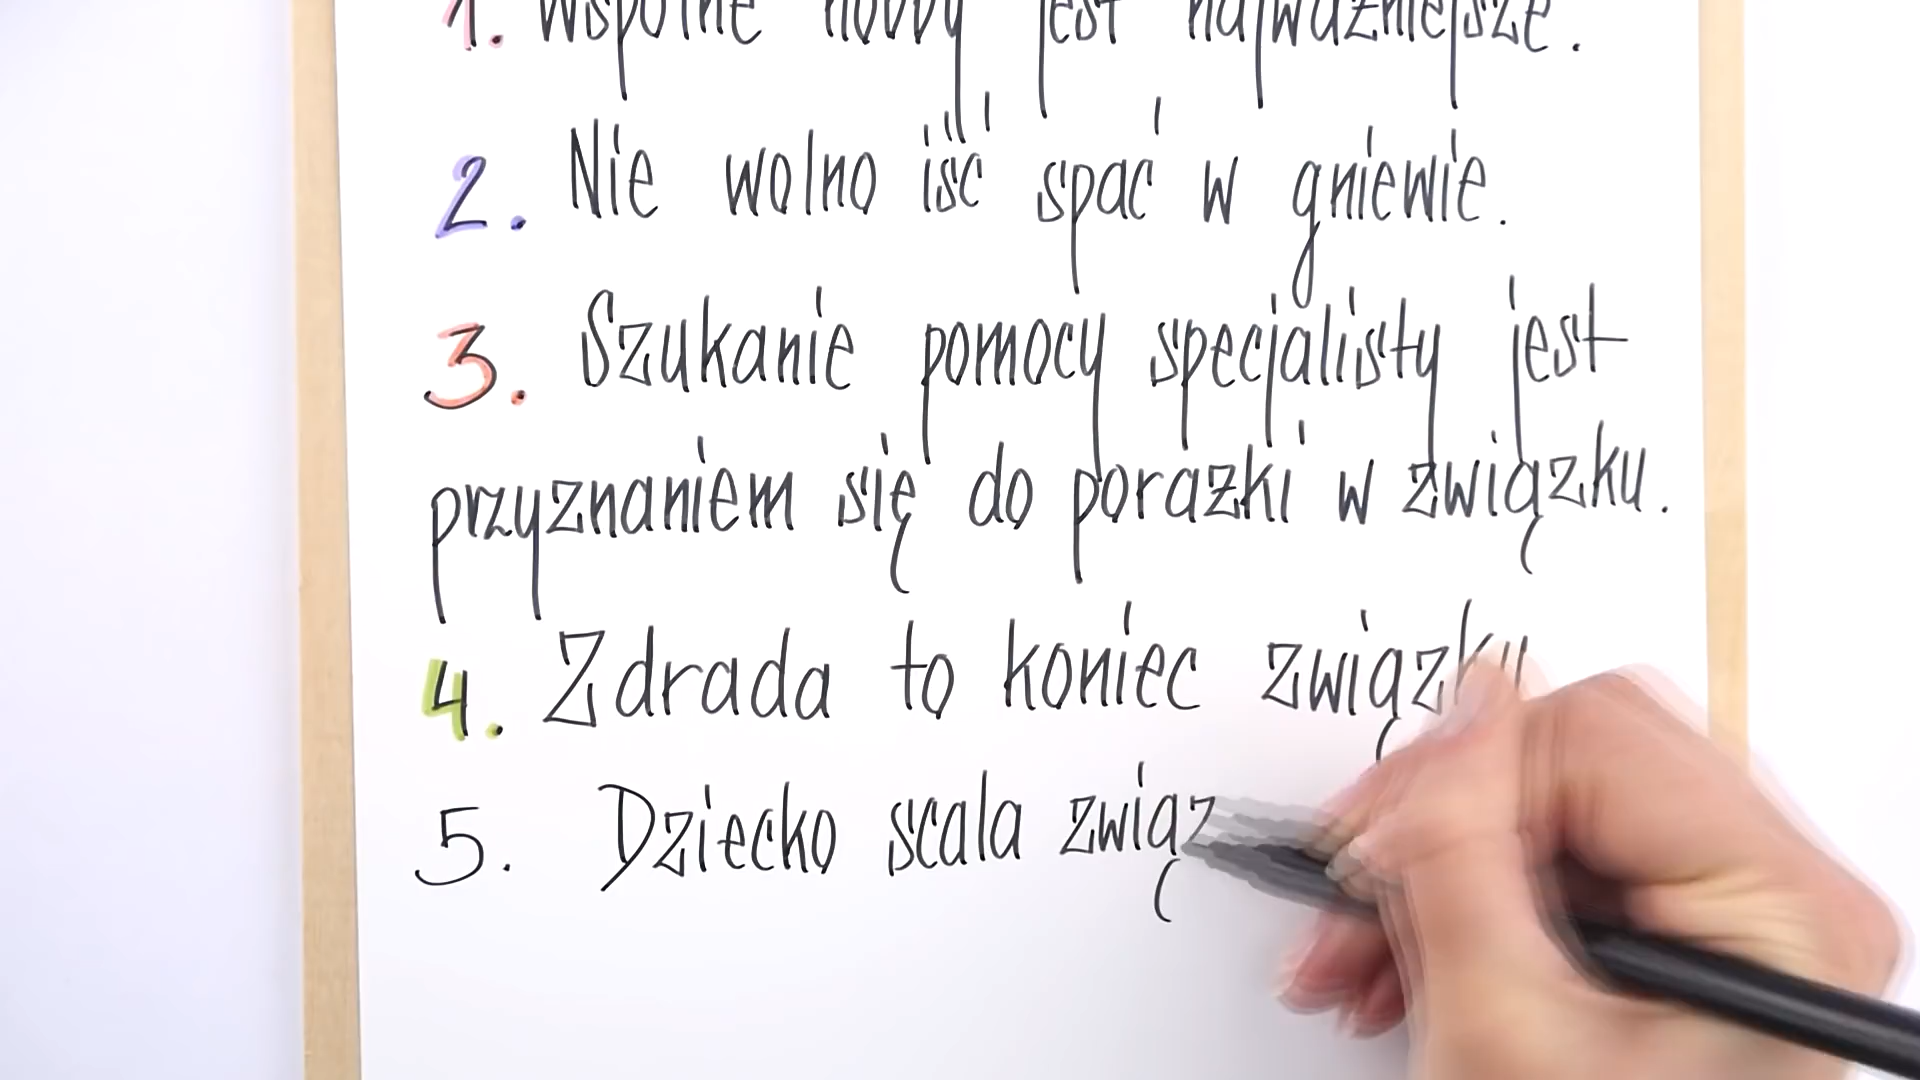 1. Wspólne hobby jest najważniejsze.
2. Nie wolno iść spać w gniewie.
3. Szukanie pomocy specjalisty jest
przyznaniem się do porażki w związku.
4. Zdrada to koniec związku
5. Dziecko scala związ